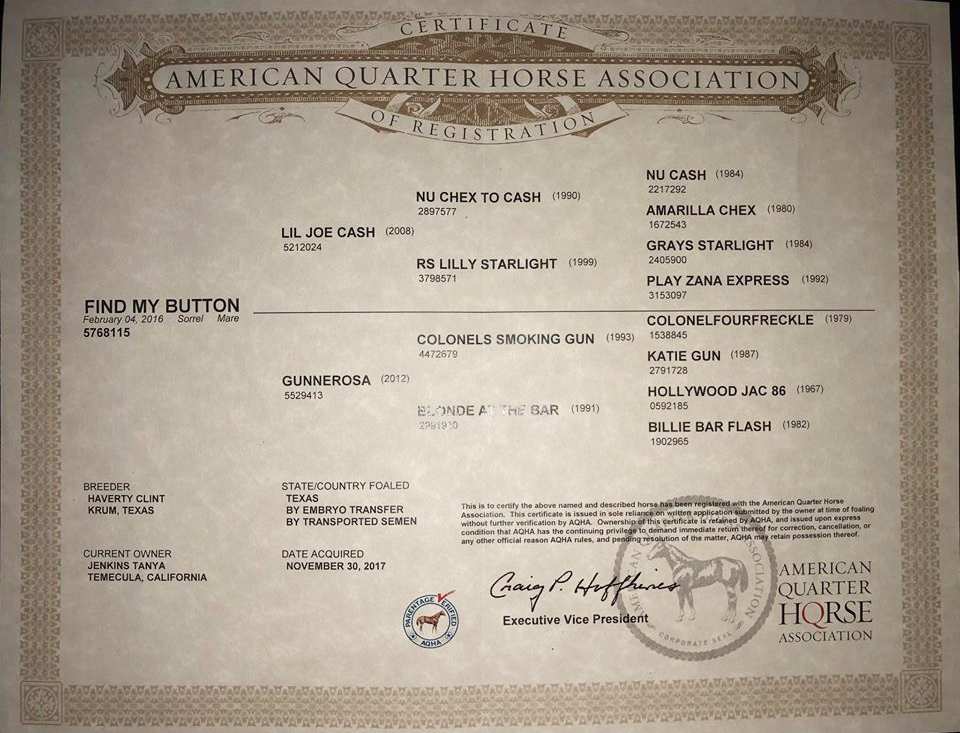 CERTIFICATE
AMERICAN QUARTER HORSE ASSOCIATION
OF REGISTRATION
NU CASH (1984)
2217292
NU CHEX TO CASH (1990)
2897577
AMARILLA CHEX (1980)
1672543
LIL JOE CASH (2008)
5212024
GRAYS STARLIGHT (1984)
2405900
RS LILLY STARLIGHT (1999)
3798571
PLAY ZANA EXPRESS (1992)
3153097
FIND MY BUTTON
February 04, 2016 Sorrel Mare
5768115
COLONELFOURFRECKLE (1979)
1538845
COLONELS SMOKING GUN (1993)
4472679
KATIE GUN (1987)
2791728
GUNNEROSA (2012)
5529413
HOLLYWOOD JAC 86 (1967)
0592185
BLONDE AT THE BAR (1991)
BILLIE BAR FLASH (1982)
1902965
BREEDER
HAVERTY CLINT
KRUM, TEXAS
STATE/COUNTRY FOALED
TEXAS
BY EMBRYO TRANSFER
BY TRANSPORTED SEMEN
CURRENT OWNER
JENKINS TANYA
TEMECULA, CALIFORNIA
DATE ACQUIRED
NOVEMBER 30, 2017
This is to certify the above named and described horse has been registered with the American Quarter Horse
Association. This certificate is issued in sole reliance on written application submitted by the owner at time of foaling
without further verification by AQHA. Ownership of this certificate is retained by AQHA, and issued upon express
condition that AQHA has the continuing privilege to demand immediate return thereof for correction, cancellation, or
any other official reason AQHA rules, and pending resolution of the matter, AQHA may retain possession thereof.
Craig P. Huffhines
Executive Vice President
PARENTAGE VERIFIED
AQHA
AMERICAN ASSOCIATION
CORPORATE SEAL
AMERICAN
QUARTER
HORSE
ASSOCIATION